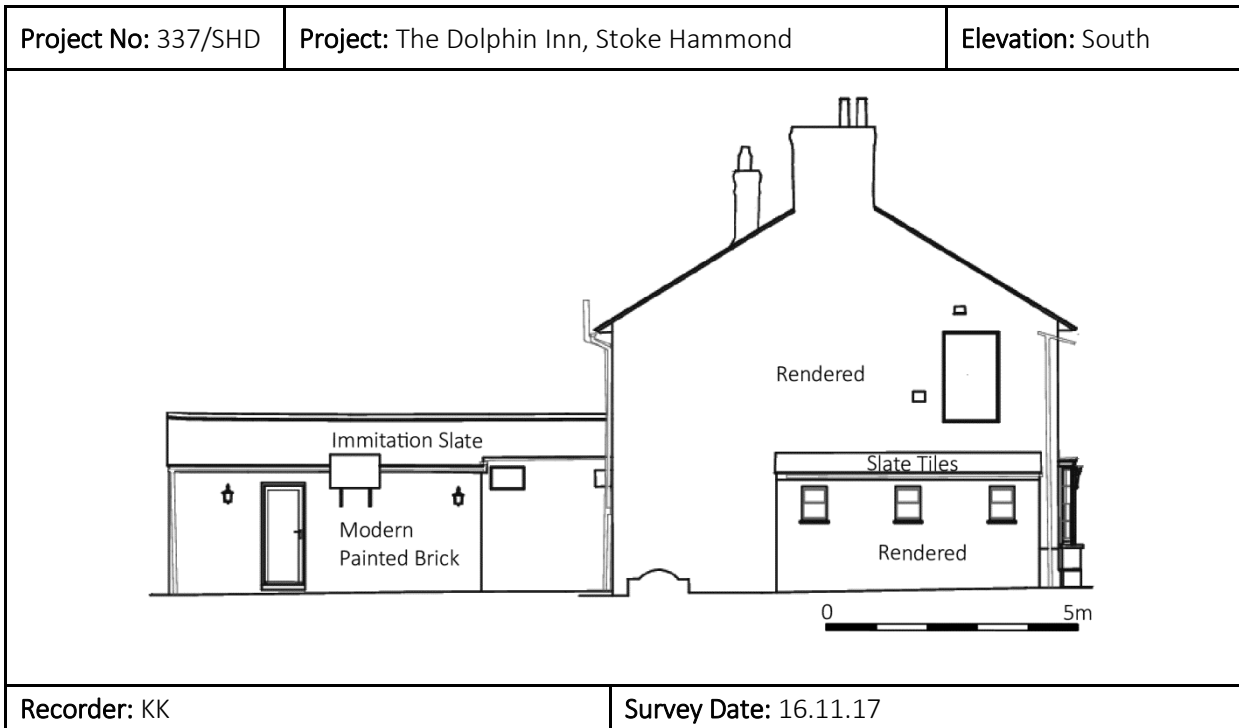 Project No: 337/SHD
Project: The Dolphin Inn, Stoke Hammond
Elevation: South
Rendered
Immitation Slate
Slate Tiles
Modern
Painted Brick
Rendered
0 5m
Recorder: KK
Survey Date: 16.11.17